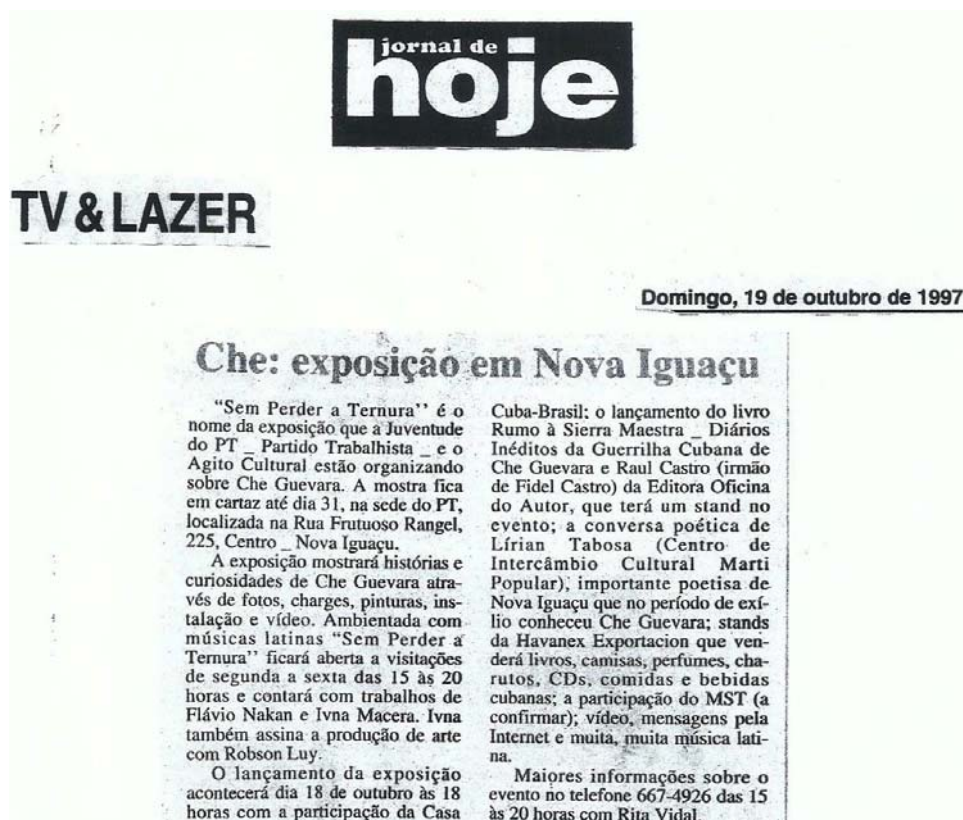 jornal de
hoje
TV & LAZER
Domingo, 19 de outubro de 1997
Che: exposição em Nova Iguaçu
“Sem Perder a Ternura’’ é o
nome da exposição que a Juventude
do PT _ Partido Trabalhista _ e o
Agito Cultural estão organizando
sobre Che Guevara. A mostra fica
em cartaz até dia 31, na sede do PT,
localizada na Rua Frutuoso Rangel,
225, Centro _ Nova Iguaçu.
A exposição mostrará histórias e
curiosidades de Che Guevara atra-
vés de fotos, charges, pinturas, ins-
talação e vídeo. Ambientada com
músicas latinas “Sem Perder a
Ternura’’ ficará aberta a visitações
de segunda a sexta das 15 às 20
horas e contará com trabalhos de
Flávio Nakan e Ivna Macera. Ivna
também assina a produção de arte
com Robson Luy.
O lançamento da exposição
acontecerá dia 18 de outubro às 18
horas com a participação da Casa
Cuba-Brasil: o lançamento do livro
Rumo à Sierra Maestra _ Diários
Inéditos da Guerrilha Cubana de
Che Guevara e Raul Castro (irmão
de Fidel Castro) da Editora Oficina
do Autor, que terá um stand no
evento; a conversa poética de
Lírian Tabosa (Centro de
Intercâmbio Cultural Marti
Popular), importante poetisa de
Nova Iguaçu que no período de exí-
lio conheceu Che Guevara; stands
da Havanex Exportacion que ven-
derá livros, camisas, perfumes, cha-
rutos, CDs, comidas e bebidas
cubanas; a participação do MST (a
confirmar); vídeo, mensagens pela
Internet e muita, muita música lati-
na.
Maiores informações sobre o
evento no telefone 667-4926 das 15
às 20 horas com Rita Vidal